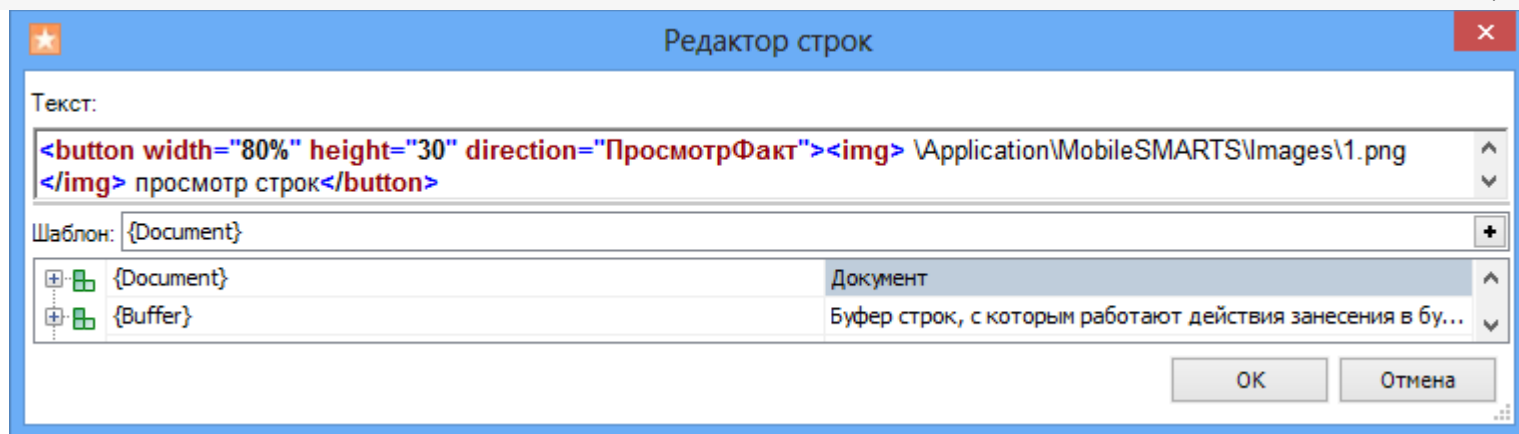 Редактор строк
Текст:
<button width="80%" height="30" direction="ПросмотрФакт"><img> \Application\MobileSMARTS\Images\1.png
</img> просмотр строк</button>
Шаблон: {Document}
{Document} Документ
{Buffer} Буфер строк, с которым работают действия занесения в бу...
ОК Отмена